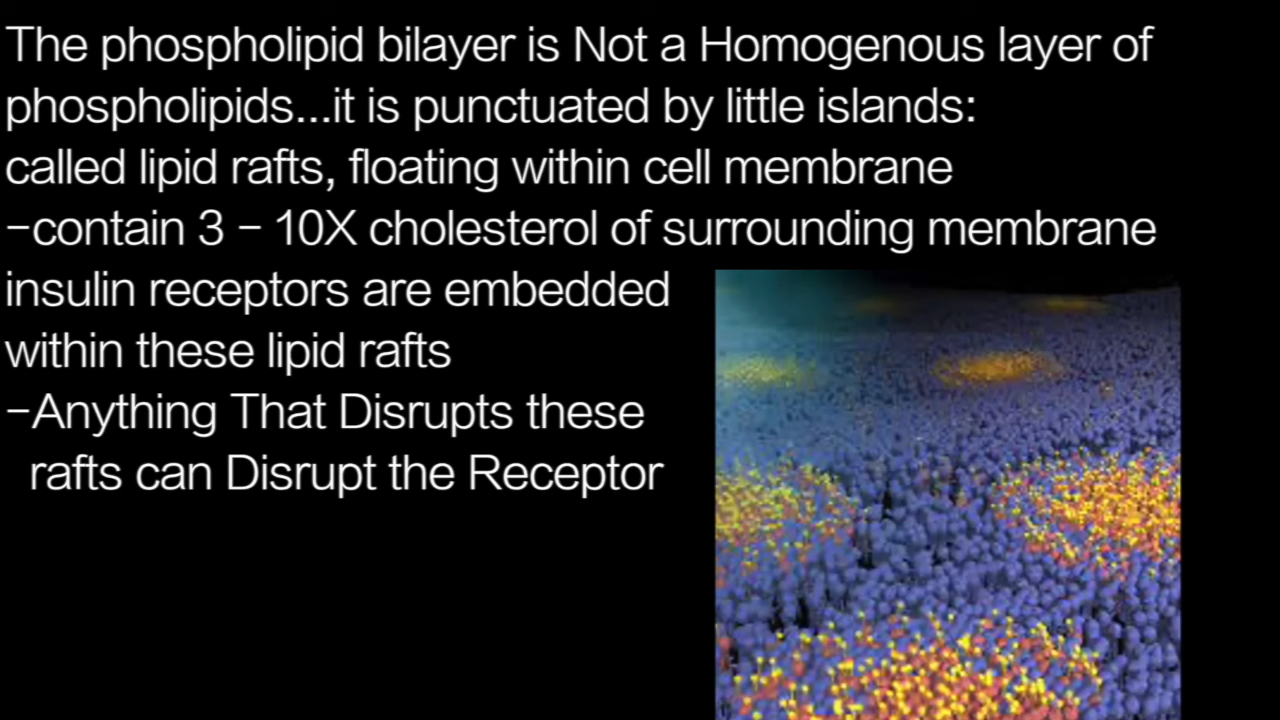 The phospholipid bilayer is Not a Homogenous layer of
phospholipids...it is punctuated by little islands:
called lipid rafts, floating within cell membrane
−contain 3 − 10X cholesterol of surrounding membrane
insulin receptors are embedded
within these lipid rafts
−Anything That Disrupts these
rafts can Disrupt the Receptor